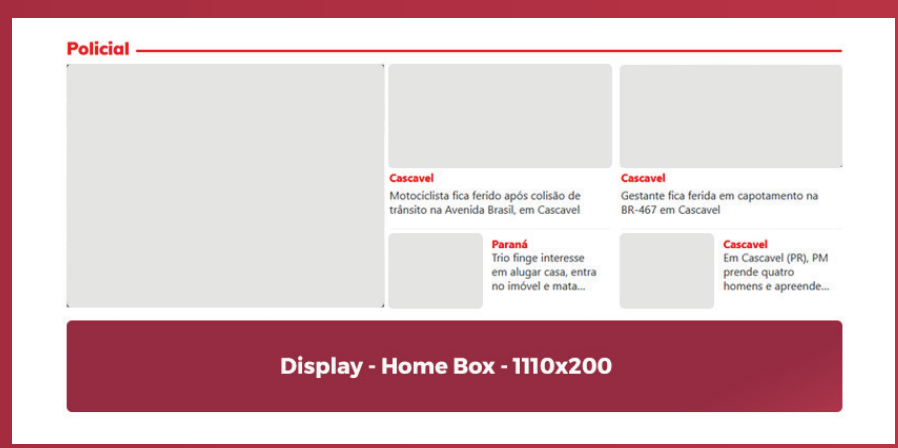 Policial
Cascavel
Motociclista fica ferido após colisão de
trânsito na Avenida Brasil, em Cascavel
Cascavel
Gestante fica ferida em capotamento na
BR-467 em Cascavel
Paraná
Trio finge interesse
em alugar casa, entra
no imóvel e mata...
Cascavel
Em Cascavel (PR), PM
prende quatro
homens e apreende...
Display - Home Box - 1110x200